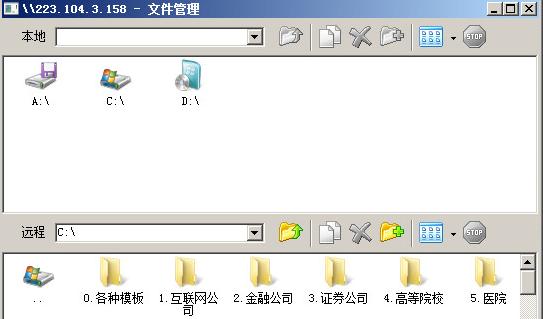 \\223.104.3.158 - 文件管理
本地
STOP
A:\ C:\ D:\
远程 C:\
STOP
.. 0.各种模板 1.互联网公 2.金融公司 3.证券公司 4.高等院校 5.医院
司